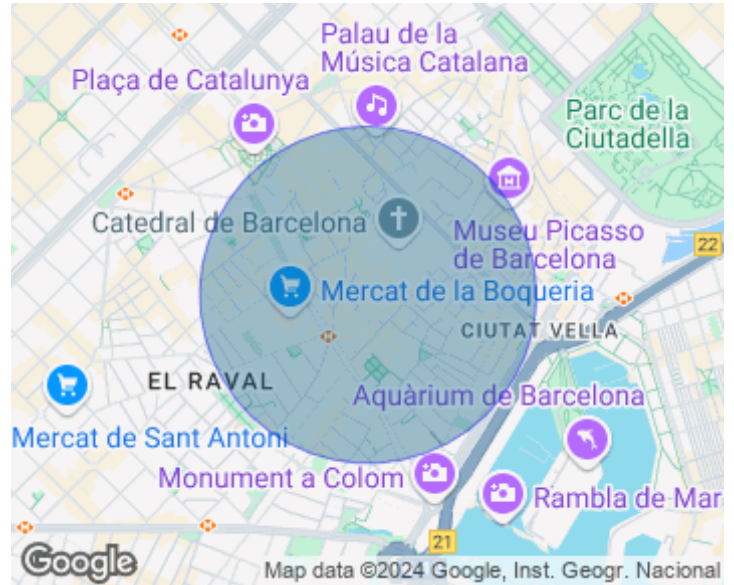 Palau de la
Música Catalana
Plaça de Catalunya
Parc de la
Ciutadella
Catedral de Barcelona
Museu Picasso
de Barcelona
22
Mercat de la Boqueria
CIUTAT VELLA
EL RAVAL
Aquàrium de Barcelona
Mercat de Sant Antoni
Monument a Colom
Rambla de Mar
21
Google
Map data ©2024 Google, Inst. Geogr. Nacional